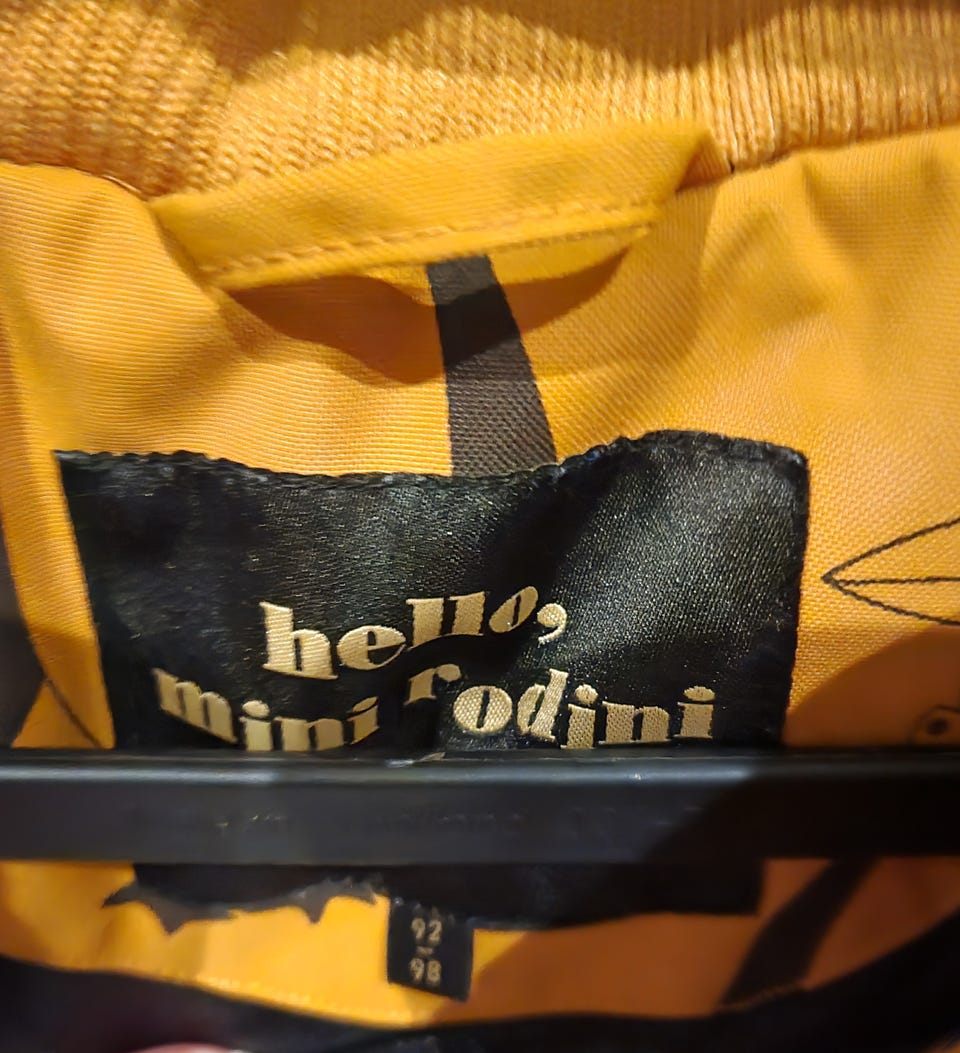 hello,
mini rodini
92
98